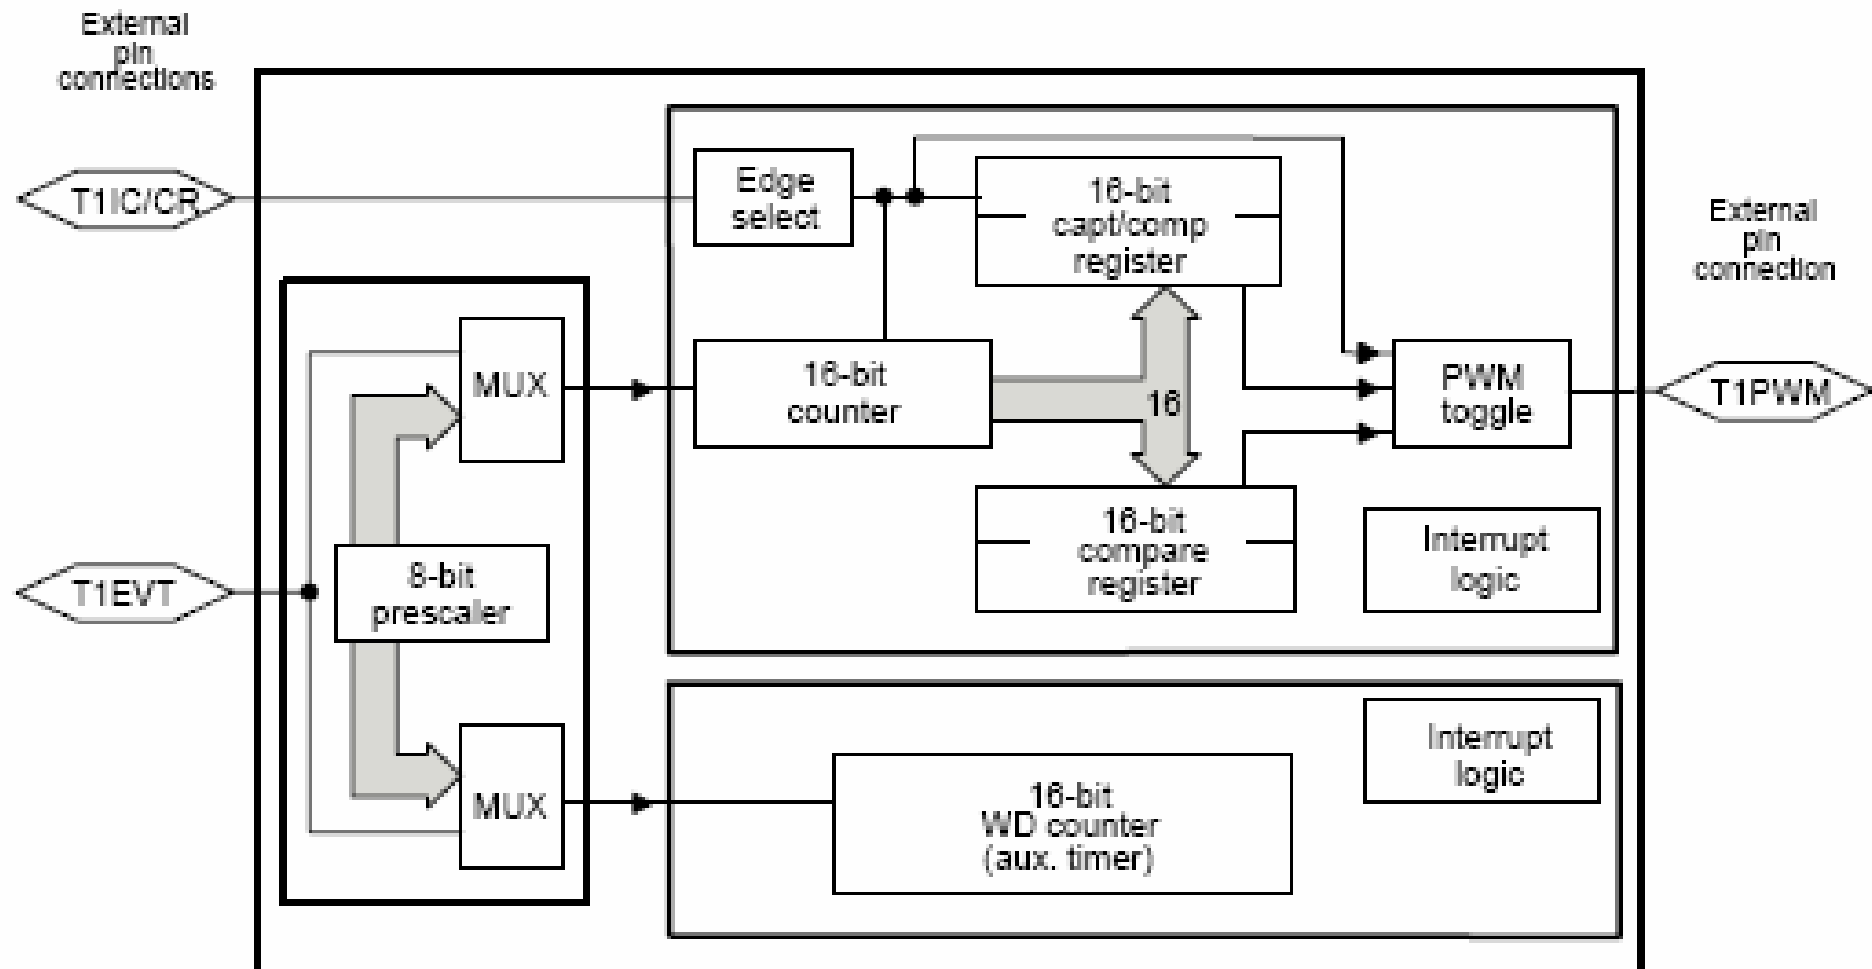 External
pin
connections
T1IC/CR
Edge
select
16-bit
capt/comp
register
External
pin
connection
MUX
16-bit
counter
16
PWM
toggle
T1PWM
T1EVT
8-bit
prescaler
16-bit
compare
register
Interrupt
logic
MUX
16-bit
WD counter
(aux. timer)
Interrupt
logic